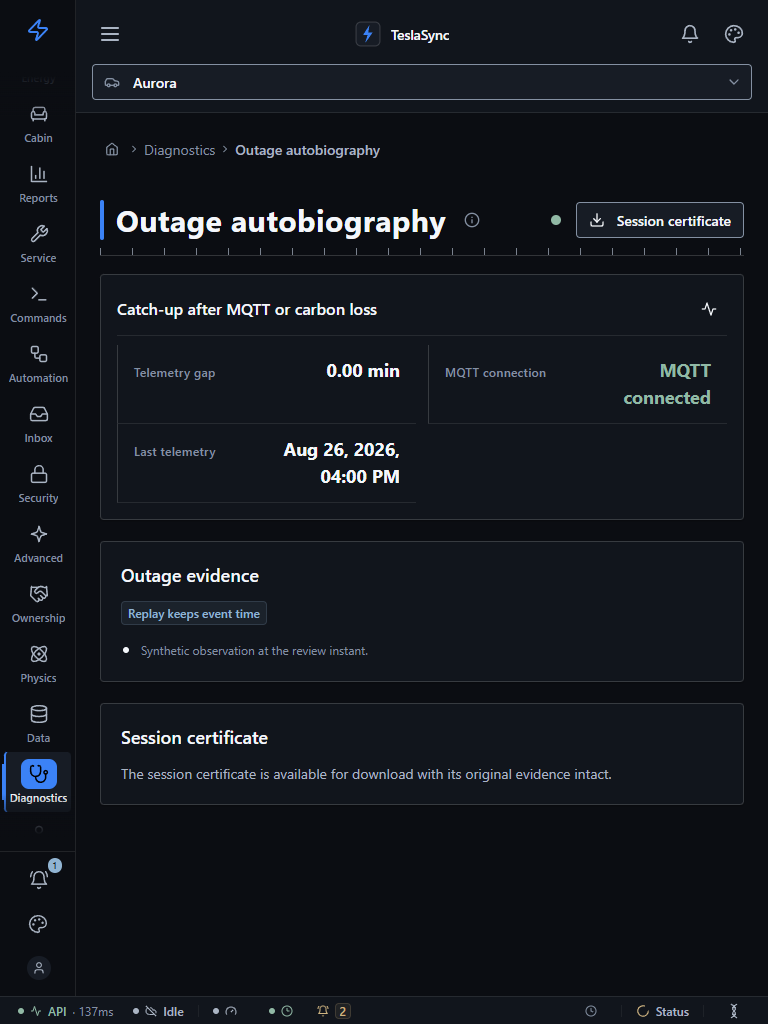 TeslaSync
Aurora
Cabin
Reports
Service
Commands
Automation
Inbox
Security
Advanced
Ownership
Physics
Data
Diagnostics
1
Diagnostics
Outage autobiography
Outage autobiography
Session certificate
Catch-up after MQTT or carbon loss
Telemetry gap
0.00 min
MQTT connection
MQTT
connected
Last telemetry
Aug 26, 2026,
04:00 PM
Outage evidence
Replay keeps event time
Synthetic observation at the review instant.
Session certificate
The session certificate is available for download with its original evidence intact.
API · 137ms
Idle
2
Status